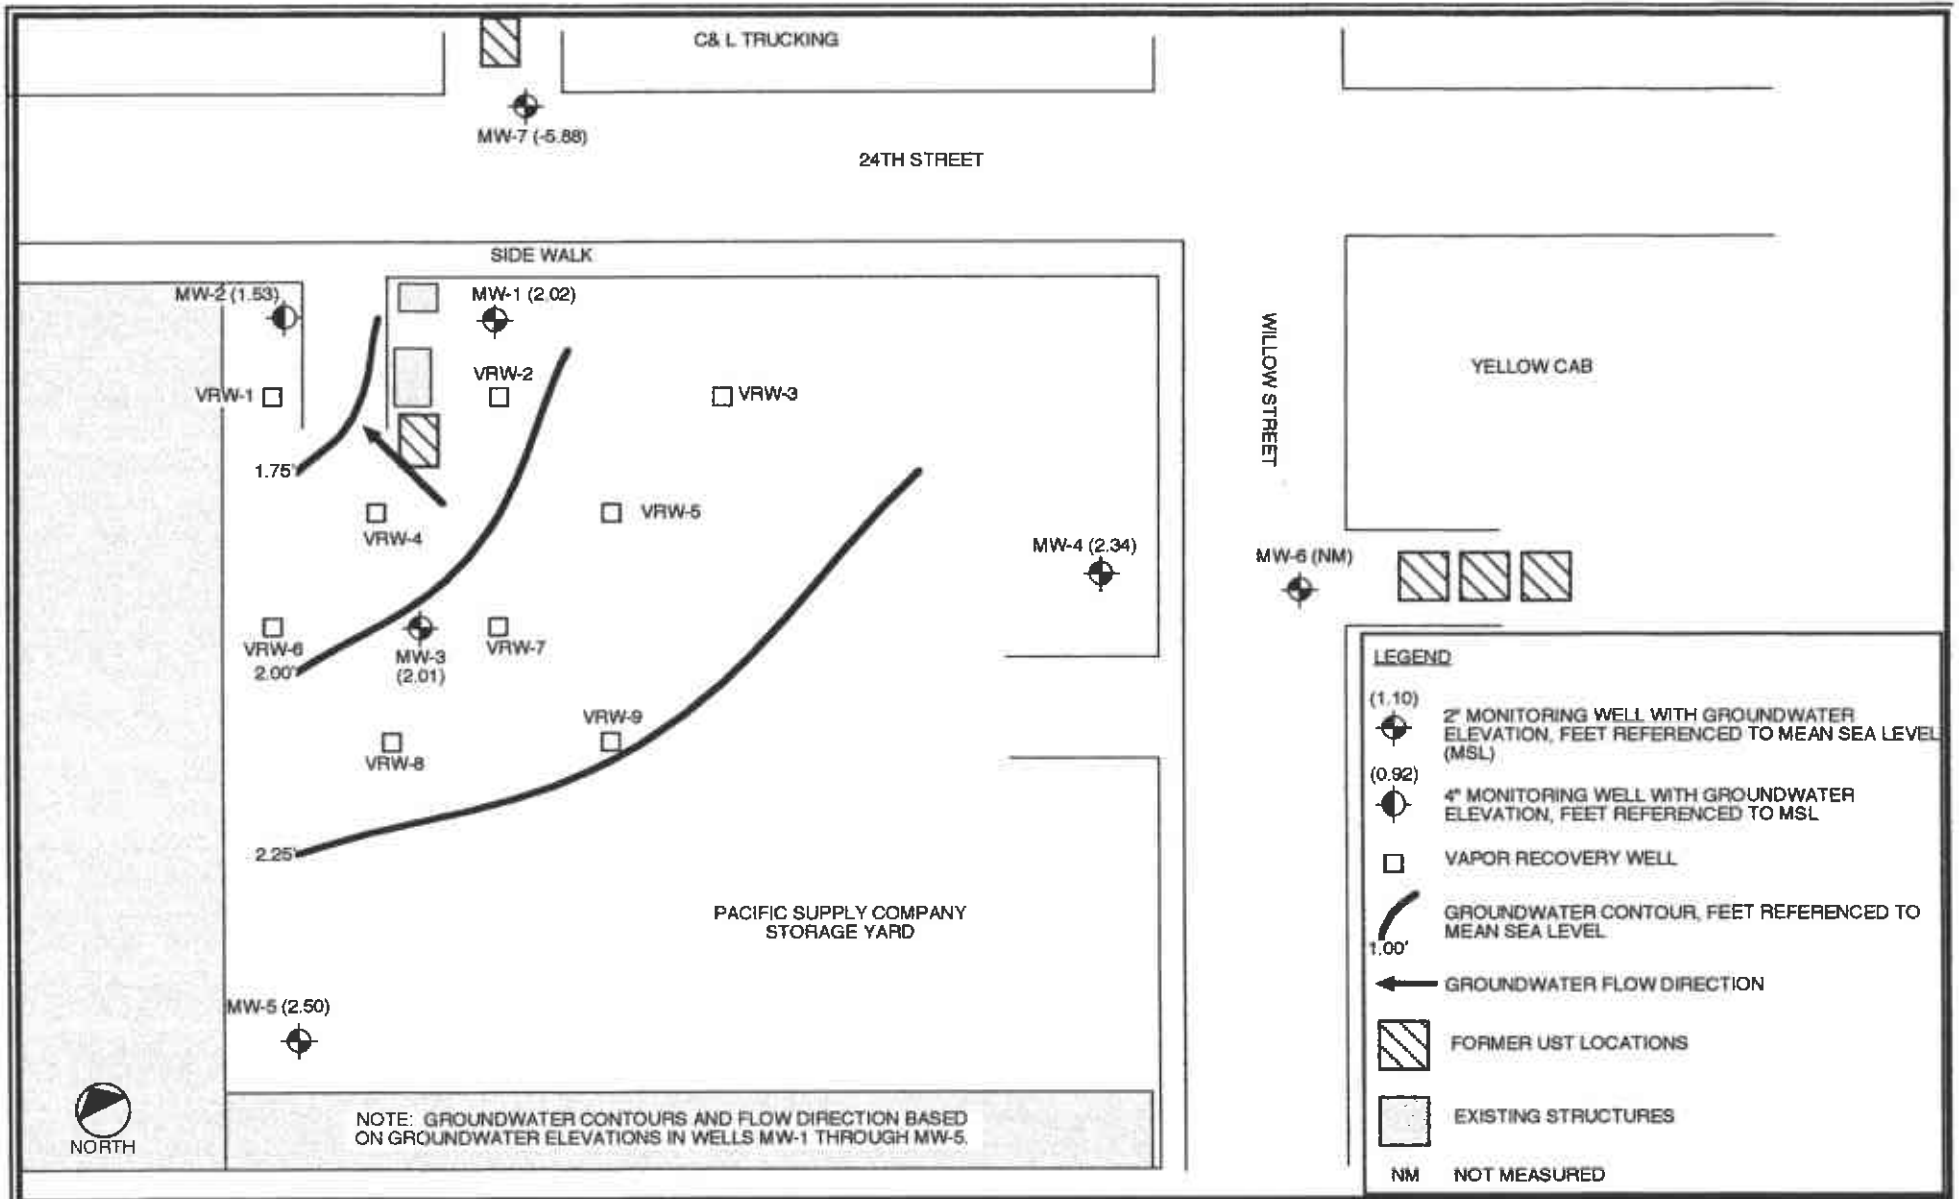 C& L TRUCKING
MW-7 (-5.88)
24TH STREET
SIDE WALK
MW-2 (1.53)
MW-1 (2.02)
VRW-1
VRW-2
VRW-3
WILLOW STREET
YELLOW CAB
1.75'
VRW-4
VRW-5
MW-4 (2.34)
MW-6 (NM)
VRW-6
2.00'
MW-3
(2.01)
VRW-7
VRW-9
VRW-8
2.25'
PACIFIC SUPPLY COMPANY
STORAGE YARD
MW-5 (2.50)
NORTH
NOTE: GROUNDWATER CONTOURS AND FLOW DIRECTION BASED
ON GROUNDWATER ELEVATIONS IN WELLS MW-1 THROUGH MW-5.
LEGEND
(1.10)
2" MONITORING WELL WITH GROUNDWATER
ELEVATION, FEET REFERENCED TO MEAN SEA LEVEL
(MSL)
(0.92)
4" MONITORING WELL WITH GROUNDWATER
ELEVATION, FEET REFERENCED TO MSL
VAPOR RECOVERY WELL
GROUNDWATER CONTOUR, FEET REFERENCED TO
MEAN SEA LEVEL
1.00'
GROUNDWATER FLOW DIRECTION
FORMER UST LOCATIONS
EXISTING STRUCTURES
NM NOT MEASURED